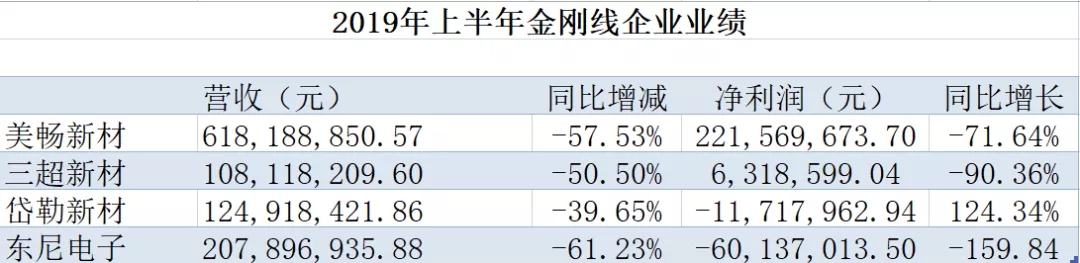 2019年上半年金刚线企业业绩
营收（元） 同比增减 净利润（元） 同比增长
美畅新材 618,188,850.57 -57.53% 221,569,673.70 -71.64%
三超新材 108,118,209.60 -50.50% 6,318,599.04 -90.36%
岱勒新材 124,918,421.86 -39.65% -11,717,962.94 124.34%
东尼电子 207,896,935.88 -61.23% -60,137,013.50 -159.84